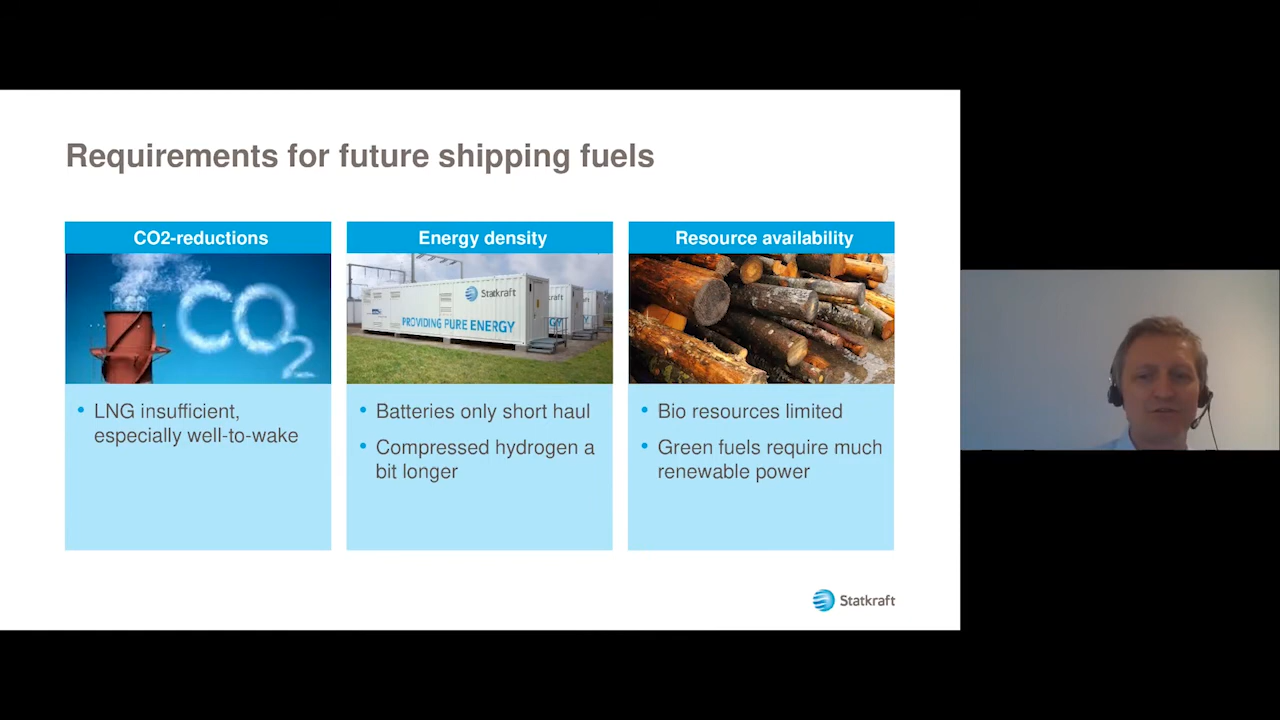 Requirements for future shipping fuels
CO2-reductions
CO2
• LNG insufficient,
especially well-to-wake
Energy density
Statkraft
PROVIDING PURE ENERGY
• Batteries only short haul
• Compressed hydrogen a
bit longer
Resource availability
• Bio resources limited
• Green fuels require much
renewable power
Statkraft